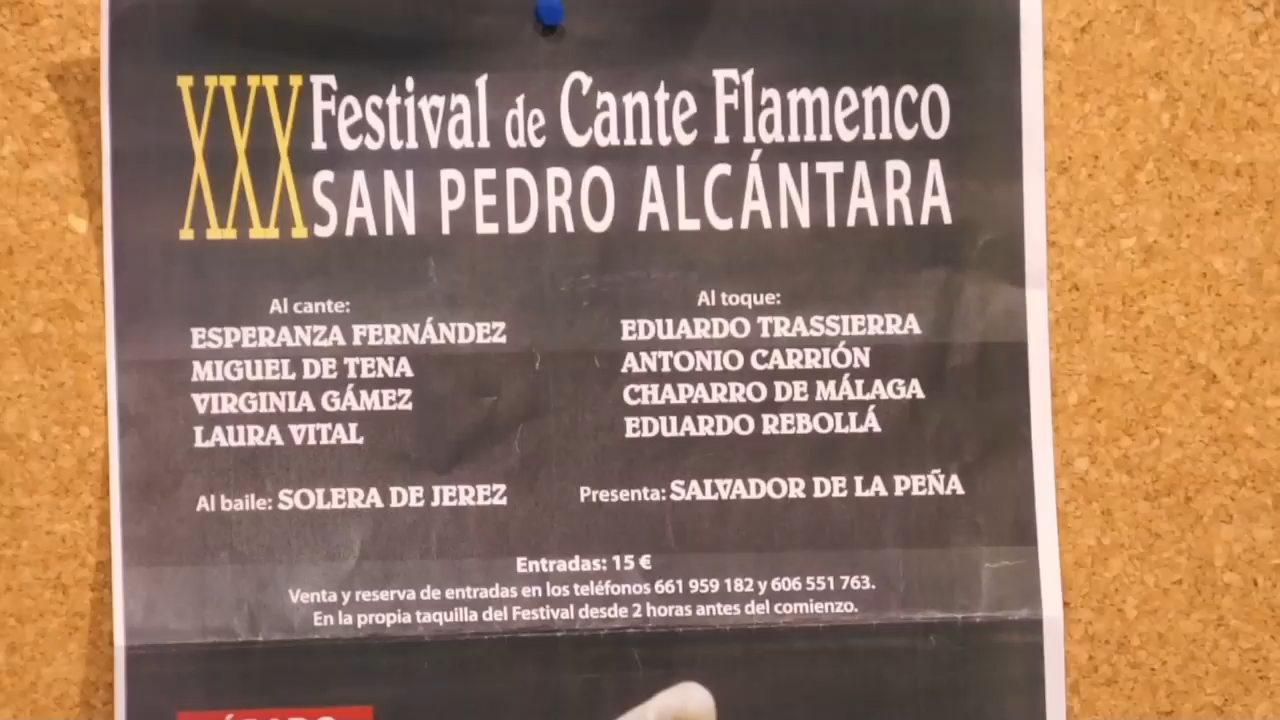 XXX Festival de Cante Flamenco
SAN PEDRO ALCÁNTARA
Al cante:
ESPERANZA FERNÁNDEZ
MIGUEL DE TENA
VIRGINIA GÁMEZ
LAURA VITAL
Al toque:
EDUARDO TRASSIERRA
ANTONIO CARRIÓN
CHAPARRO DE MÁLAGA
EDUARDO REBOLLÁ
Al baile: SOLERA DE JEREZ
Presenta: SALVADOR DE LA PEÑA
Entradas: 15 €
Venta y reserva de entradas en los teléfonos 661 959 182 y 606 551 763.
En la propia taquilla del Festival desde 2 horas antes del comienzo.